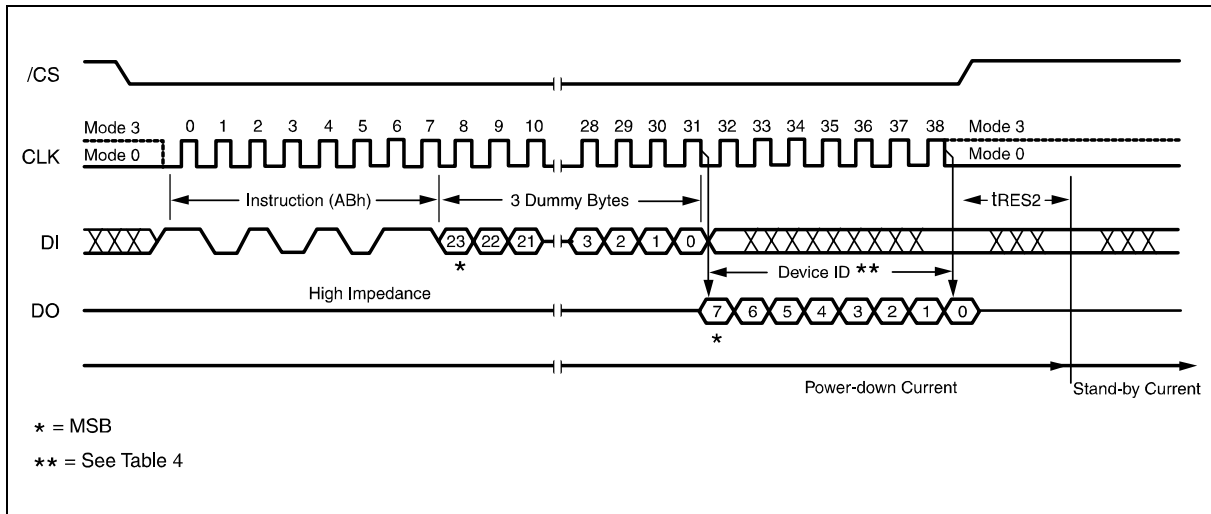 /CS
0 1 2 3 4 5 6 7 8 9 10 28 29 30 31 32 33 34 35 36 37 38
Mode 3 Mode 3
CLK
Mode 0 Mode 0
Instruction (ABh) 3 Dummy Bytes tRES2
DI 23 22 21 3 2 1 0
*
Device ID **
High Impedance
DO 7 6 5 4 3 2 1 0
*
Power-down Current Stand-by Current
* = MSB
** = See Table 4